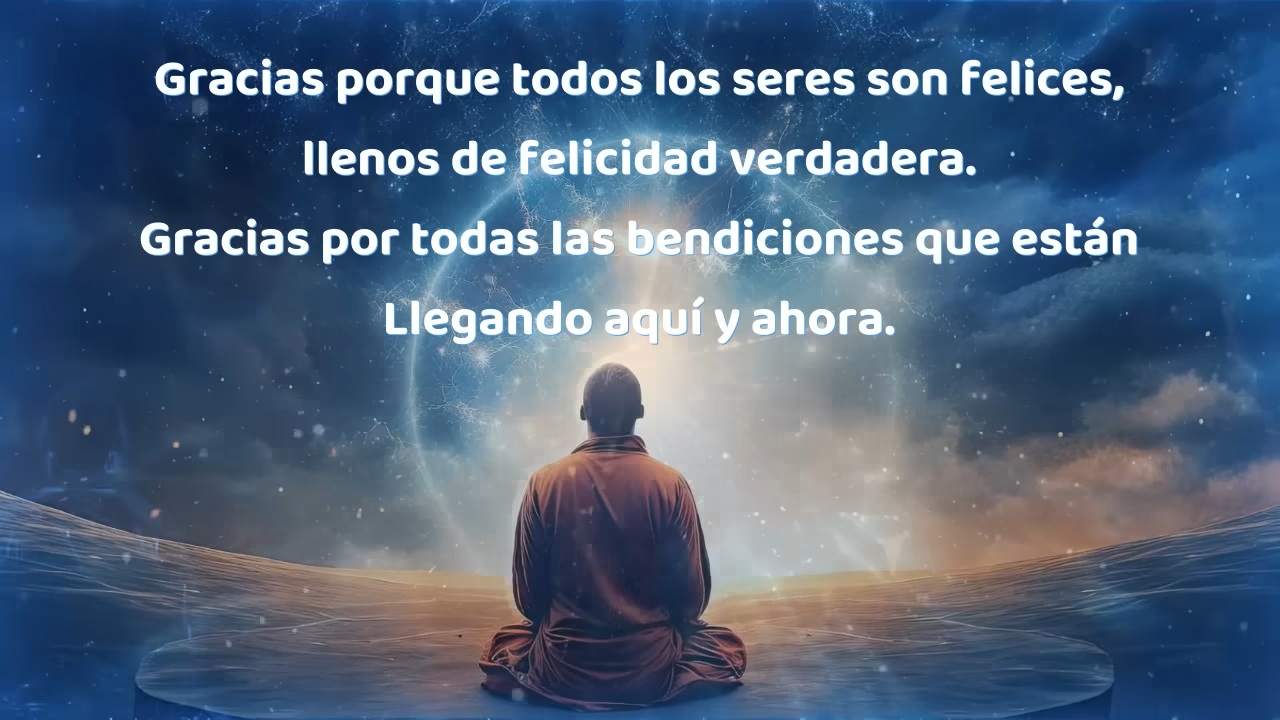 Gracias porque todos los seres son felices,
llenos de felicidad verdadera.
Gracias por todas las bendiciones que están
Llegando aquí y ahora.